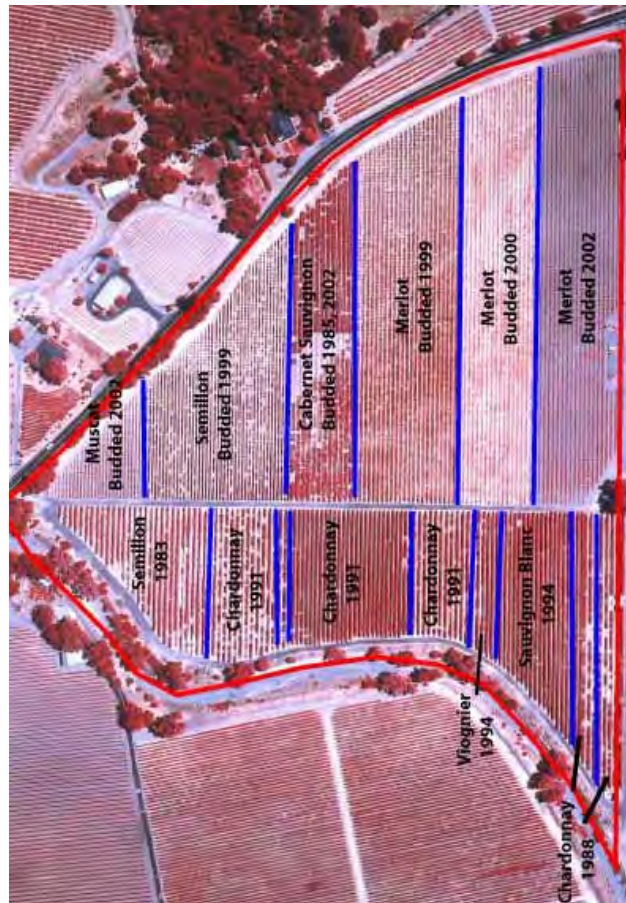 Chardonnay
1988
Viognier
1994
Sauvignon Blanc
1994
Chardonnay
1991
Chardonnay
1991
Chardonnay
1991
Semillon
1983
Merlot
Budded 2002
Merlot
Budded 2000
Merlot
Budded 1999
Cabernet Sauvignon
Budded 1985, 2002
Semillon
Budded 1999
Muscat
Budded 2002